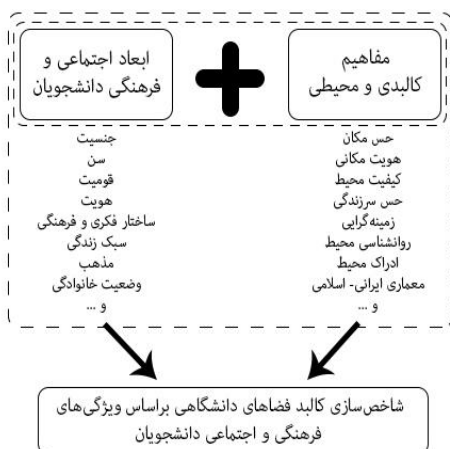 مفاهیم
کالبدی و محیطی
ابعاد اجتماعی و
فرهنگی دانشجویان
حس مکان
هویت مکانی
کیفیت محیط
حس سرزندگی
زمینه‌گرایی
روانشناسی محیط
ادراک محیط
معماری ایرانی- اسلامی
و ...
جنسیت
سن
قومیت
هویت
ساختار فکری و فرهنگی
سبک زندگی
مذهب
وضعیت خانوادگی
و ...
شاخص‌سازی کالبد فضاهای دانشگاهی براساس ویژگی‌های
فرهنگی و اجتماعی دانشجویان